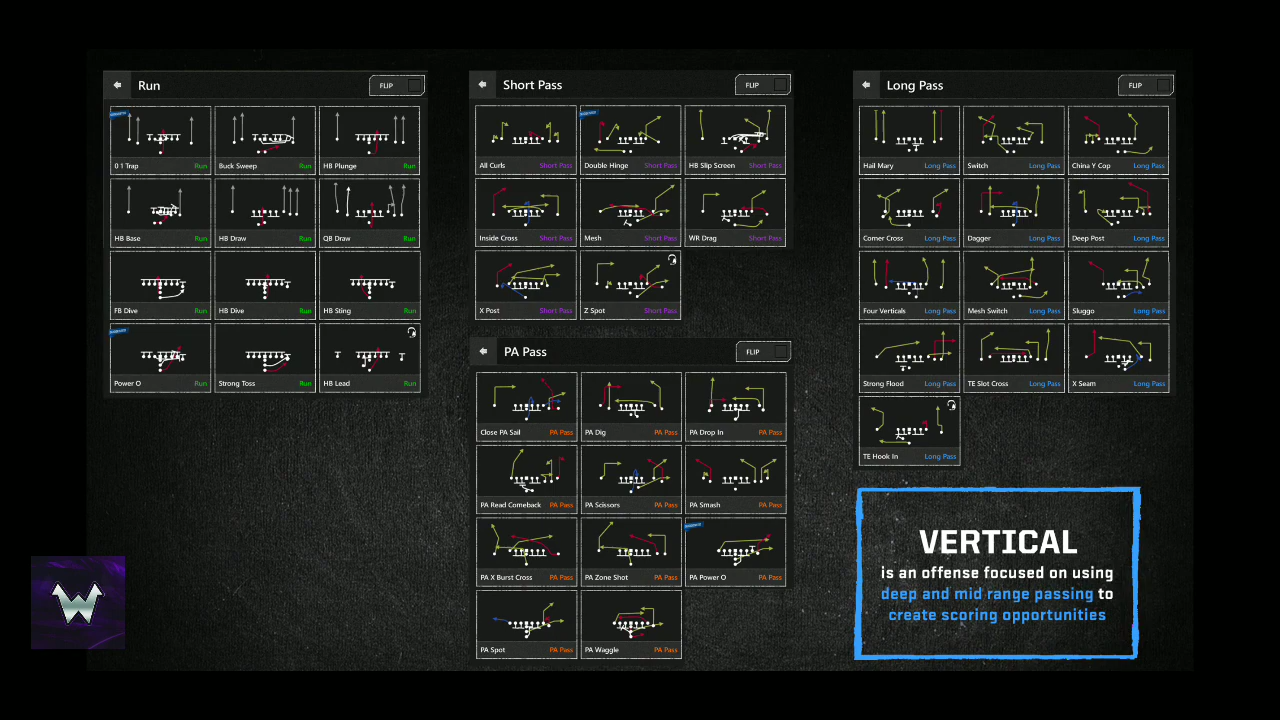 Run
FLIP
0 1 Trap Run
Buck Sweep Run
HB Plunge Run
HB Base Run
HB Draw Run
QB Draw Run
FB Dive Run
HB Dive Run
HB Sting Run
Power O Run
Strong Toss Run
HB Lead Run
Short Pass
FLIP
All Curls Short Pass
Double Hinge Short Pass
HB Slip Screen Short Pass
Inside Cross Short Pass
Mesh Short Pass
WR Drag Short Pass
X Post Short Pass
Z Spot Short Pass
PA Pass
FLIP
Close PA Sail PA Pass
PA Dig PA Pass
PA Drop In PA Pass
PA Read Comeback PA Pass
PA Scissors PA Pass
PA Smash PA Pass
PA X Burst Cross PA Pass
PA Zone Shot PA Pass
PA Power O PA Pass
PA Spot PA Pass
PA Waggle PA Pass
Long Pass
FLIP
Hail Mary Long Pass
Switch Long Pass
China Y Cop Long Pass
Corner Cross Long Pass
Dagger Long Pass
Deep Post Long Pass
Four Verticals Long Pass
Mesh Switch Long Pass
Sluggo Long Pass
Strong Flood Long Pass
TE Slot Cross Long Pass
X Seam Long Pass
TE Hook In Long Pass
VERTICAL
is an offense focused on using
deep and mid range passing to
create scoring opportunities
W